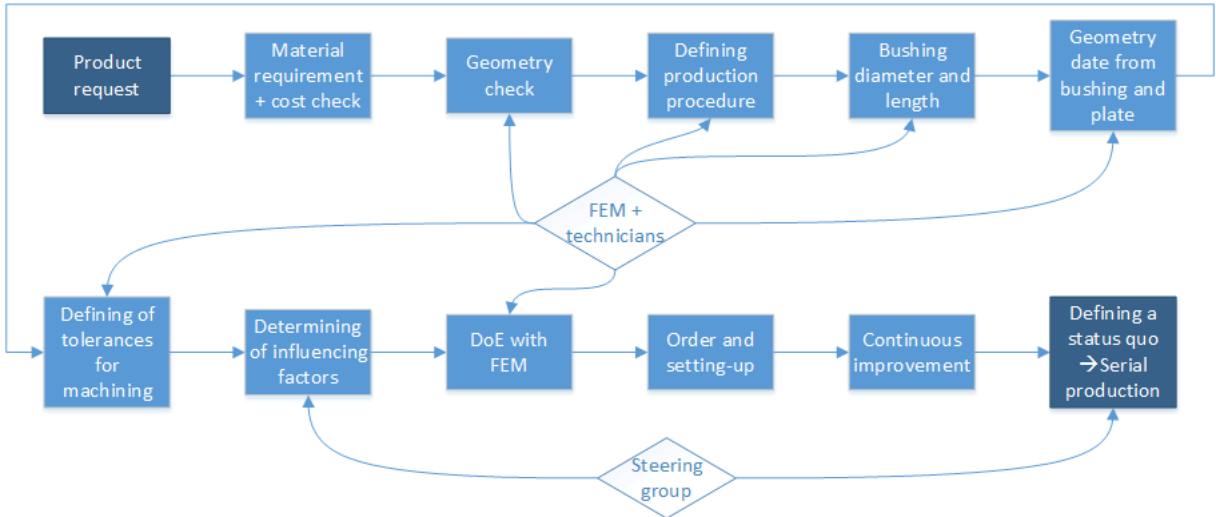 Product
request
Material
requirement
+ cost check
Geometry
check
Defining
production
procedure
Bushing
diameter and
length
Geometry
date from
bushing and
plate
FEM +
technicians
Defining of
tolerances
for
machining
Determining
of influencing
factors
DoE with
FEM
Order and
setting-up
Continuous
improvement
Defining a
status quo
→Serial
production
Steering
group